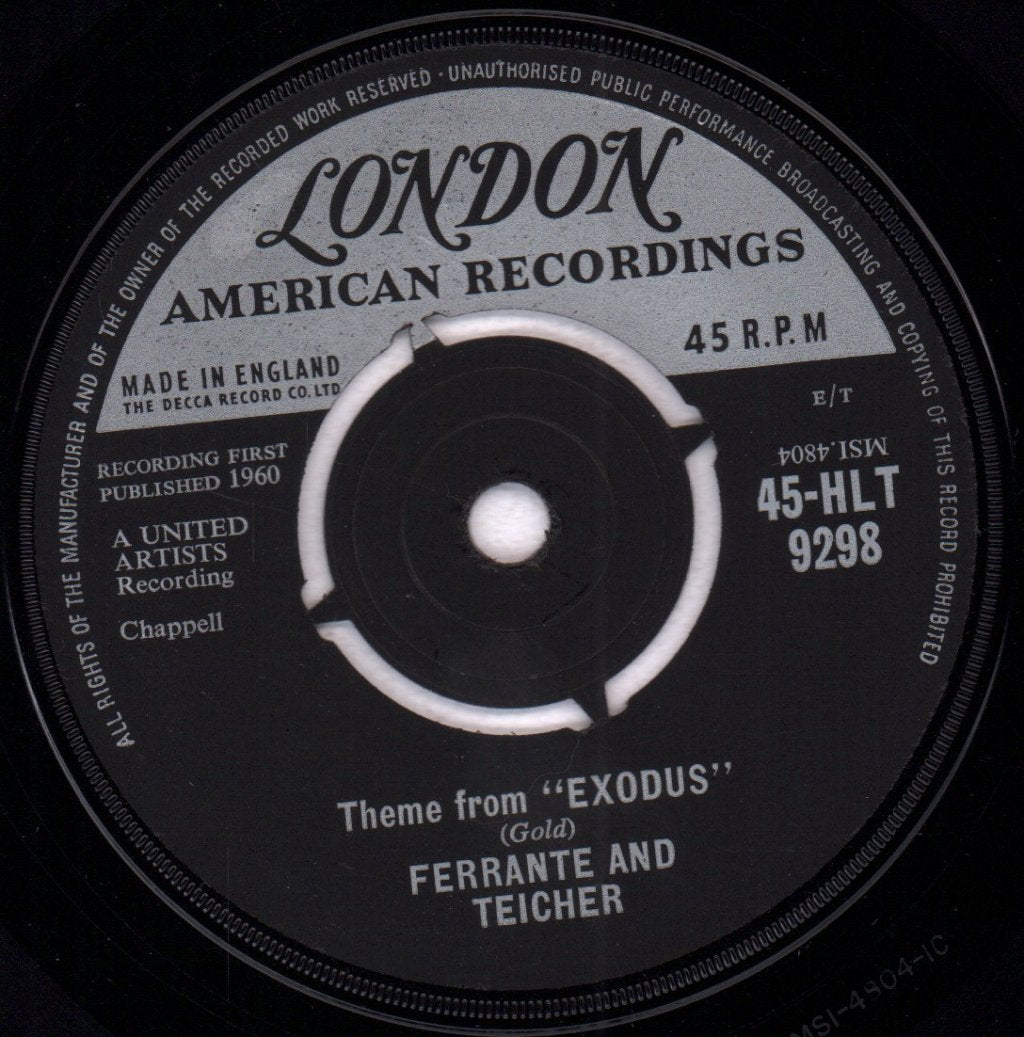 ALL RIGHTS OF THE MANUFACTURER AND OF THE OWNER OF THE RECORDED WORK RESERVED · UNAUTHORISED PUBLIC PERFORMANCE BROADCASTING AND COPYING OF THIS RECORD PROHIBITED
LONDON
AMERICAN RECORDINGS
MADE IN ENGLAND
THE DECCA RECORD CO. LTD
45 R.P.M
E/T
RECORDING FIRST
PUBLISHED 1960
MSI.4804
45-HLT
9298
A UNITED
ARTISTS
Recording
Chappell
Theme from “EXODUS”
(Gold)
FERRANTE AND
TEICHER
MSI-4804-1C